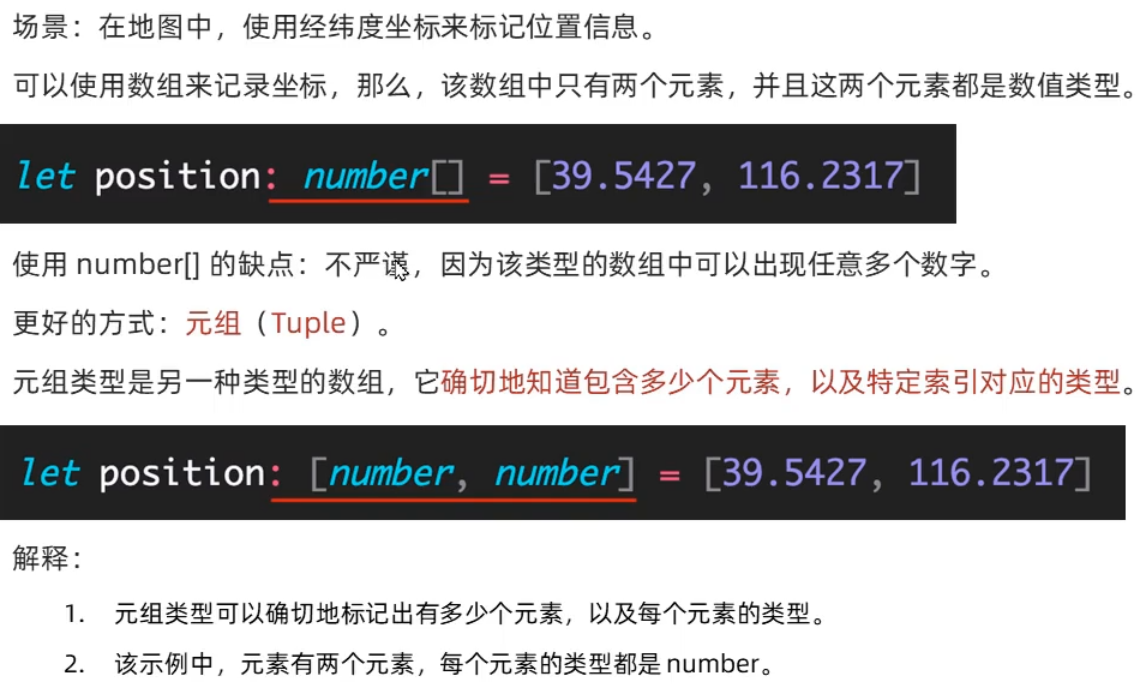 场景：在地图中，使用经纬度坐标来标记位置信息。
可以使用数组来记录坐标，那么，该数组中只有两个元素，并且这两个元素都是数值类型。
let position: number[] = [39.5427, 116.2317]
使用 number[] 的缺点：不严谨，因为该类型的数组中可以出现任意多个数字。
更好的方式：元组（Tuple）。
元组类型是另一种类型的数组，它确切地知道包含多少个元素，以及特定索引对应的类型。
let position: [number, number] = [39.5427, 116.2317]
解释：
1. 元组类型可以确切地标记出有多少个元素，以及每个元素的类型。
2. 该示例中，元素有两个元素，每个元素的类型都是 number。